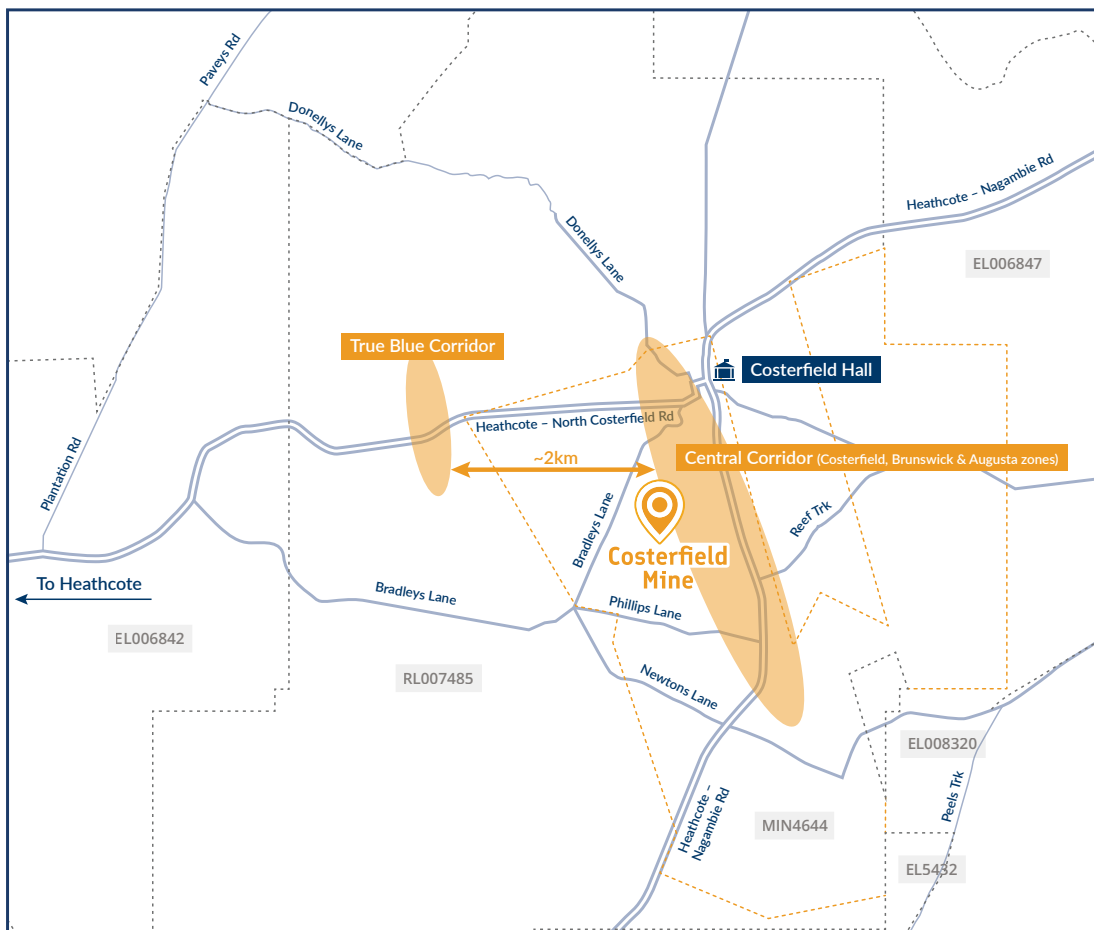 Paveys Rd
Donellys Lane
Heathcote – Nagambie Rd
Donellys Lane
EL006847
True Blue Corridor
Costerfield Hall
Heathcote – North Costerfield Rd
~2km
Central Corridor (Costerfield, Brunswick & Augusta zones)
Plantation Rd
Bradleys Lane
Reef Trk
Costerfield
Mine
To Heathcote
Bradleys Lane
Phillips Lane
EL006842
RL007485
Newtons Lane
EL008320
Heathcote –
Nagambie Rd
MIN4644
Peels Trk
EL5432